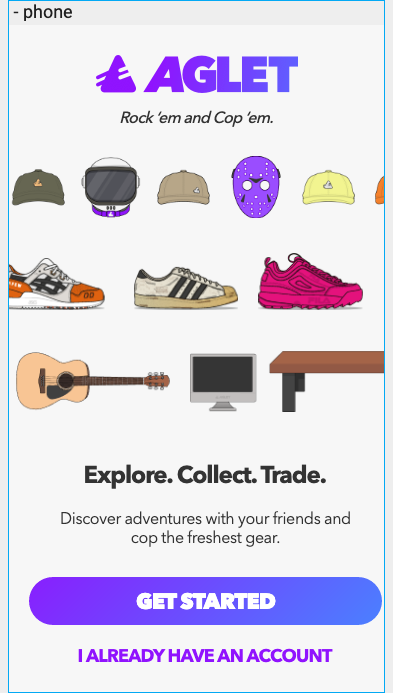 - phone
AGLET
Rock ‘em and Cop ‘em.
Explore. Collect. Trade.
Discover adventures with your friends and
cop the freshest gear.
GET STARTED
I ALREADY HAVE AN ACCOUNT